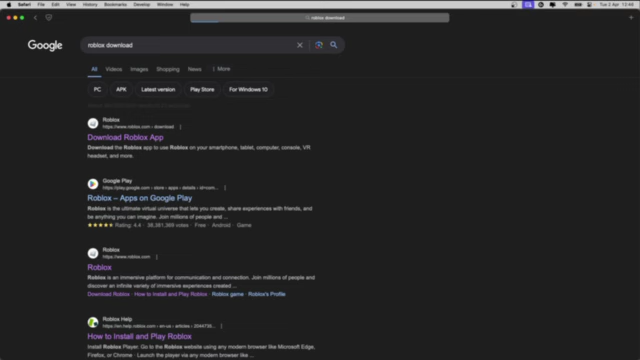 Safari File Edit View History Bookmarks Develop Window Help
Tue 2 Apr 13:48
roblox download
Google
roblox download
All Videos Images Shopping News More
PC APK Latest version Play Store For Windows 10
Roblox
https://www.roblox.com › download
Download Roblox App
Download the Roblox app to use Roblox on your smartphone, tablet, computer, console, VR
headset, and more.
Google Play
https://play.google.com › store › apps › details
Roblox – Apps on Google Play
Roblox is the ultimate virtual universe that lets you create, share experiences with friends, and
be anything you can imagine. Join millions of people and ...
Rating: 4.4 · votes · Free · Android · Game
Roblox
https://www.roblox.com
Roblox
Roblox is an immersive platform for communication and connection. Join millions of people and
discover an infinite variety of immersive experiences created ...
Download Roblox · How to Install and Play Roblox · Roblox game · Roblox's Profile
Roblox Help
https://en.help.roblox.com › en-us › articles
How to Install and Play Roblox
Install Roblox Player. Go to the Roblox website using any modern browser like Microsoft Edge,
Firefox, or Chrome · Launch the player via any modern browser like ...